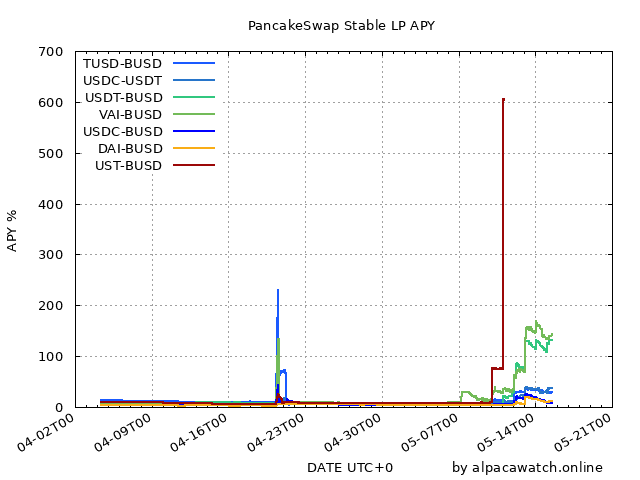 PancakeSwap Stable LP APY
700
600
500
400
300
200
100
0
APY %
TUSD-BUSD
USDC-USDT
USDT-BUSD
VAI-BUSD
USDC-BUSD
DAI-BUSD
UST-BUSD
04-02T00
04-09T00
04-16T00
04-23T00
04-30T00
05-07T00
05-14T00
05-21T00
DATE UTC+0
by alpacawatch.online